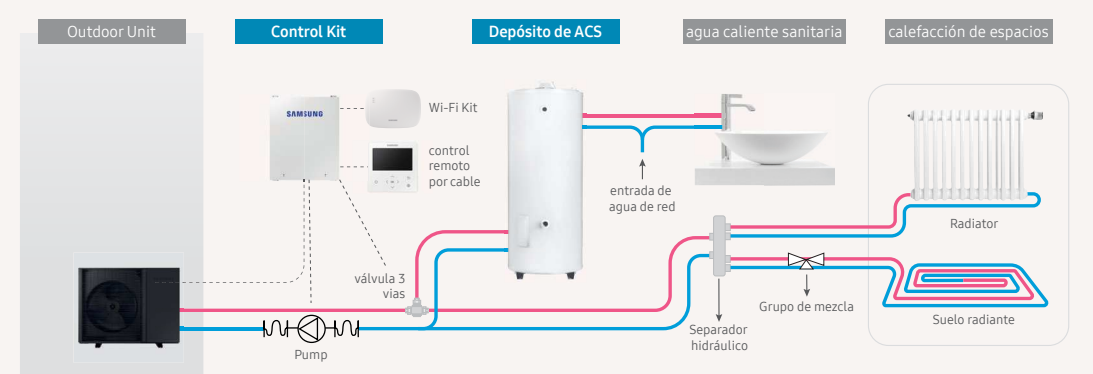 Outdoor Unit
Control Kit
Depósito de ACS
agua caliente sanitaria
calefacción de espacios
SAMSUNG
Wi-Fi Kit
control
remoto
por cable
entrada de
agua de red
Radiator
válvula 3
vias
Grupo de mezcla
Suelo radiante
Separador
hidráulico
Pump